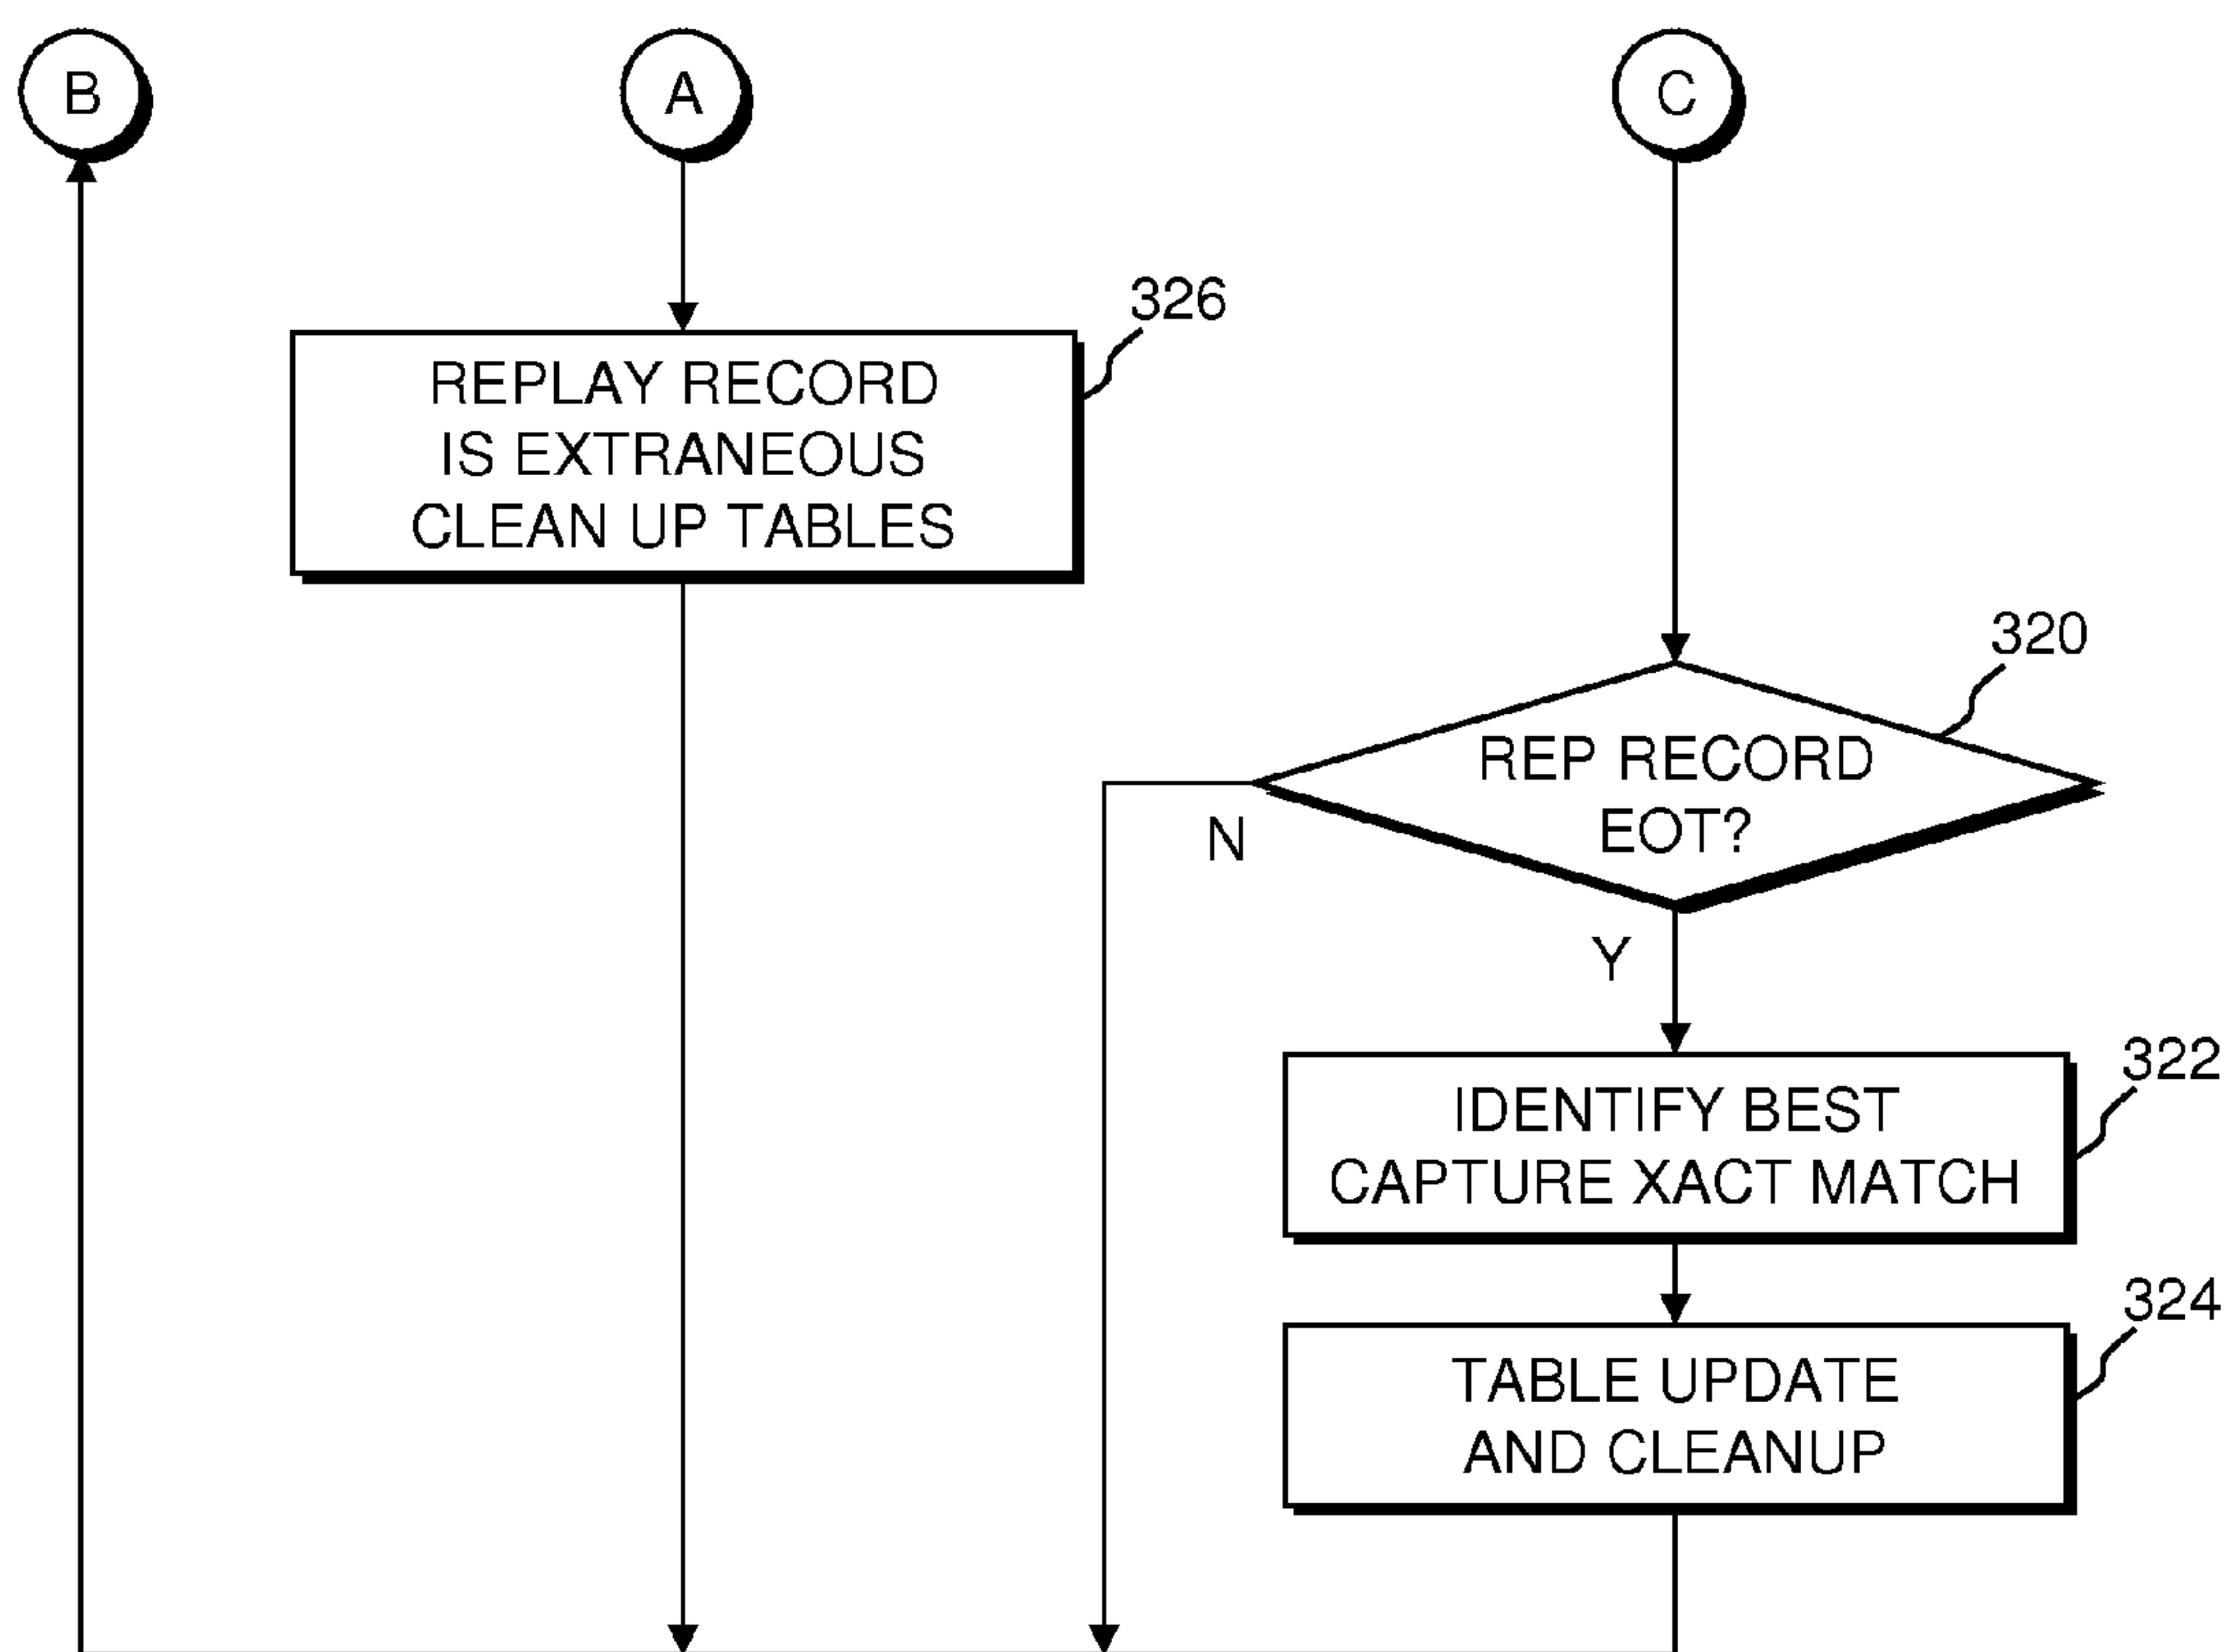 B
A
C
326
REPLAY RECORD
IS EXTRANEOUS
CLEAN UP TABLES
320
REP RECORD
EOT?
N
Y
322
IDENTIFY BEST
CAPTURE XACT MATCH
324
TABLE UPDATE
AND CLEANUP